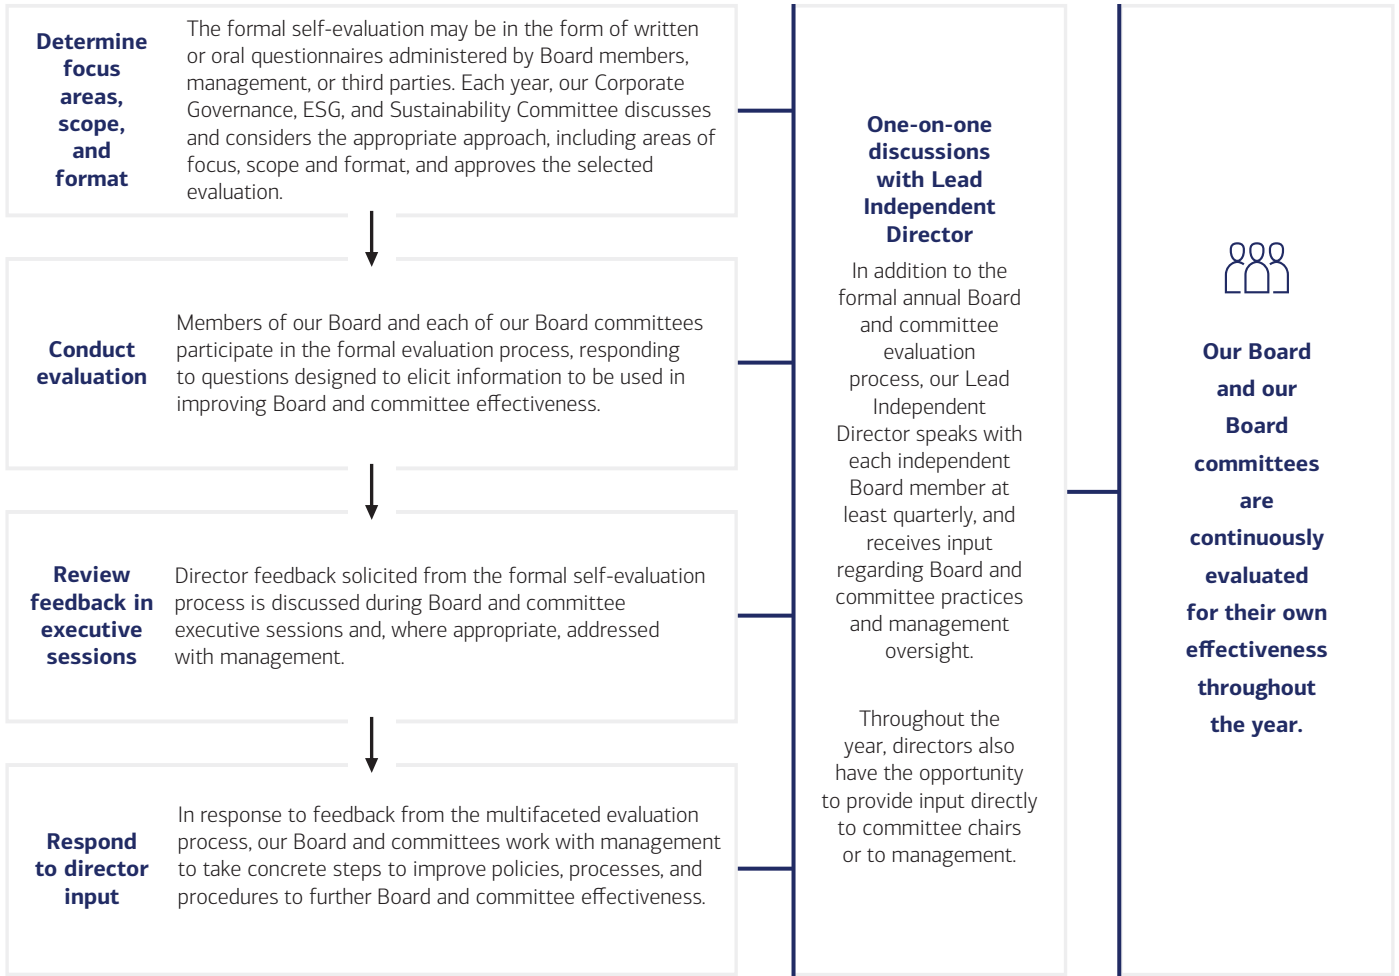 Determine
focus
areas,
scope,
and
format
The formal self-evaluation may be in the form of written
or oral questionnaires administered by Board members,
management, or third parties. Each year, our Corporate
Governance, ESG, and Sustainability Committee discusses
and considers the appropriate approach, including areas of
focus, scope and format, and approves the selected
evaluation.
Conduct
evaluation
Members of our Board and each of our Board committees
participate in the formal evaluation process, responding
to questions designed to elicit information to be used in
improving Board and committee effectiveness.
Review
feedback in
executive
sessions
Director feedback solicited from the formal self-evaluation
process is discussed during Board and committee
executive sessions and, where appropriate, addressed
with management.
Respond
to director
input
In response to feedback from the multifaceted evaluation
process, our Board and committees work with management
to take concrete steps to improve policies, processes, and
procedures to further Board and committee effectiveness.
One-on-one
discussions
with Lead
Independent
Director
In addition to the
formal annual Board
and committee
evaluation
process, our Lead
Independent
Director speaks with
each independent
Board member at
least quarterly, and
receives input
regarding Board and
committee practices
and management
oversight.
Throughout the
year, directors also
have the opportunity
to provide input directly
to committee chairs
or to management.
Our Board
and our
Board
committees
are
continuously
evaluated
for their own
effectiveness
throughout
the year.